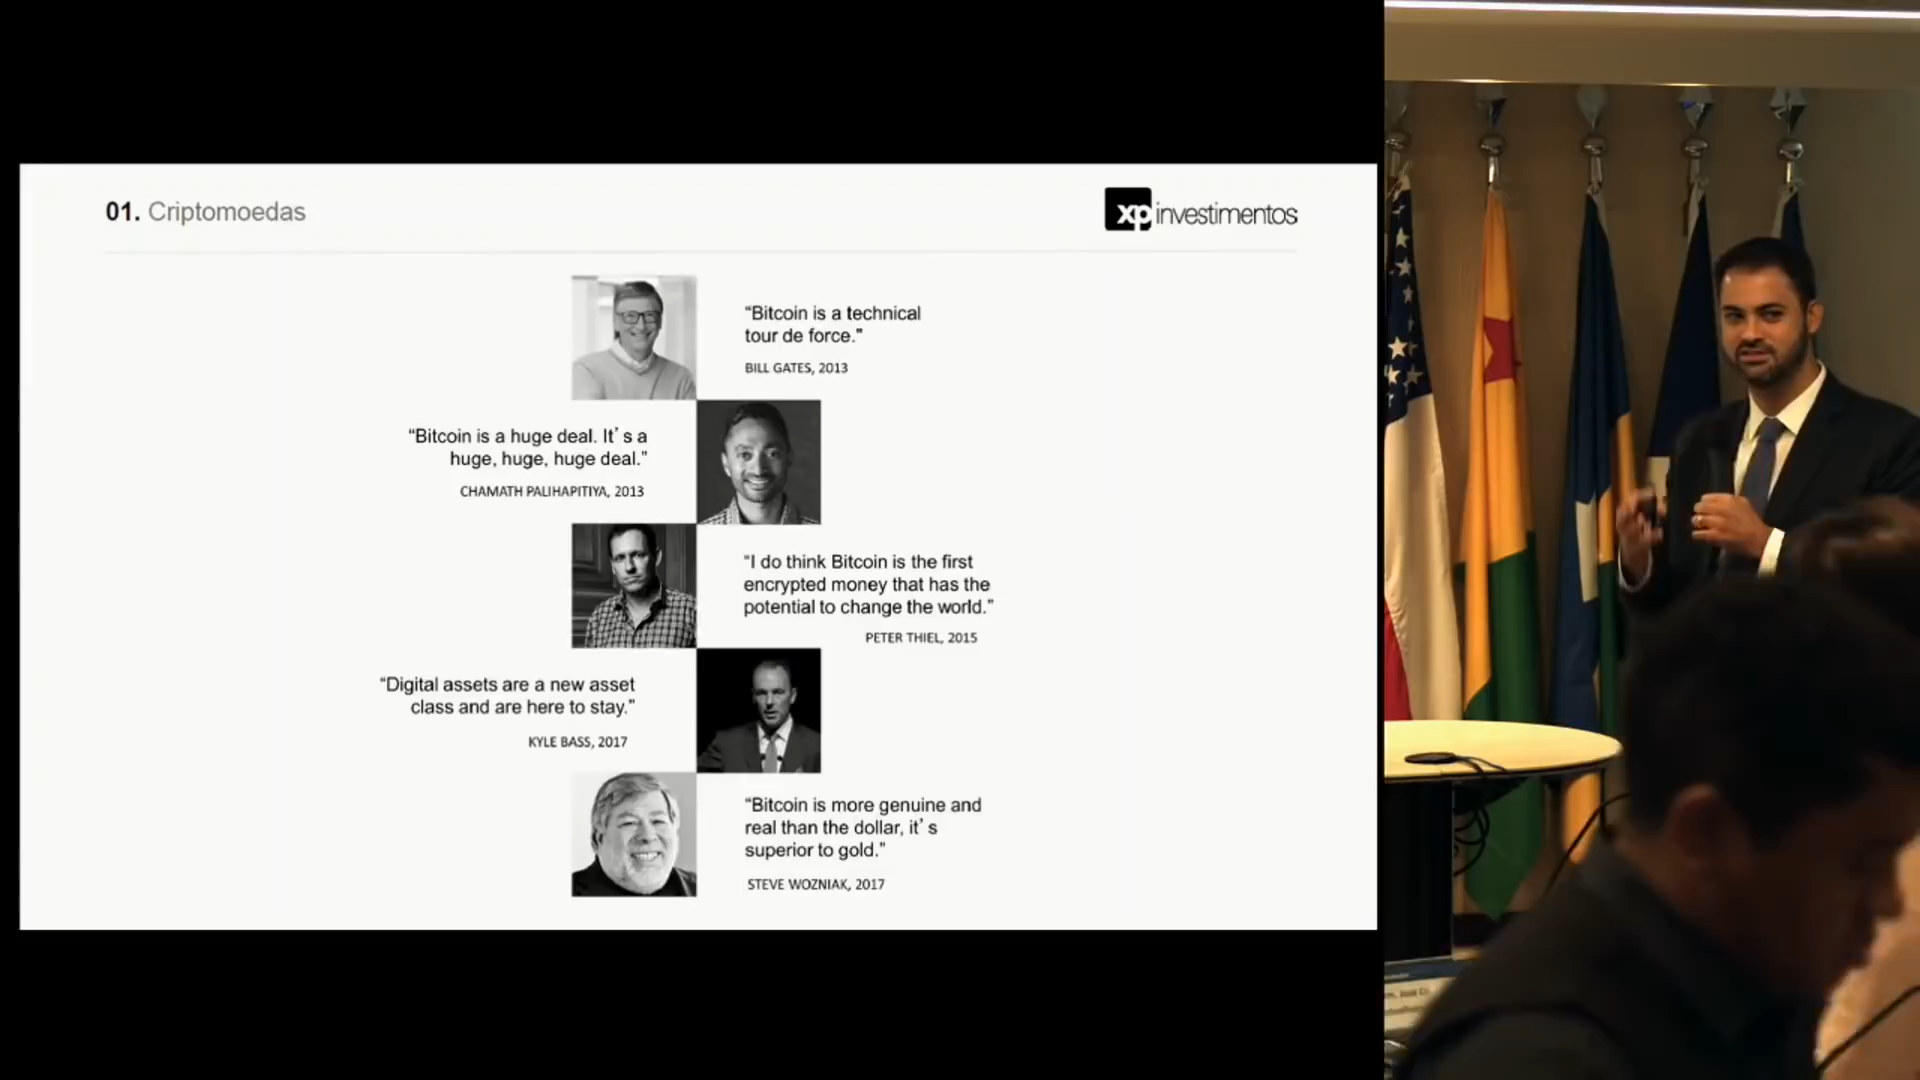 01. Criptomoedas
xp investimentos
“Bitcoin is a technical
tour de force.”
BILL GATES, 2013
“Bitcoin is a huge deal. It’s a
huge, huge, huge deal.”
CHAMATH PALIHAPITIYA, 2013
“I do think Bitcoin is the first
encrypted money that has the
potential to change the world.”
PETER THIEL, 2015
“Digital assets are a new asset
class and are here to stay.”
KYLE BASS, 2017
“Bitcoin is more genuine and
real than the dollar, it’s
superior to gold.”
STEVE WOZNIAK, 2017